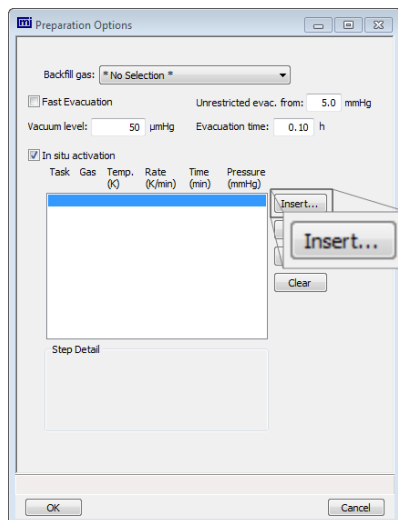 mi Preparation Options
Backfill gas: * No Selection *
Fast Evacuation Unrestricted evac. from: 5.0 mmHg
Vacuum level: 50 µmHg Evacuation time: 0.10 h
In situ activation
Task Gas Temp. (K) Rate (K/min) Time (min) Pressure (mmHg)
Insert...
Insert...
Clear
Step Detail
OK Cancel